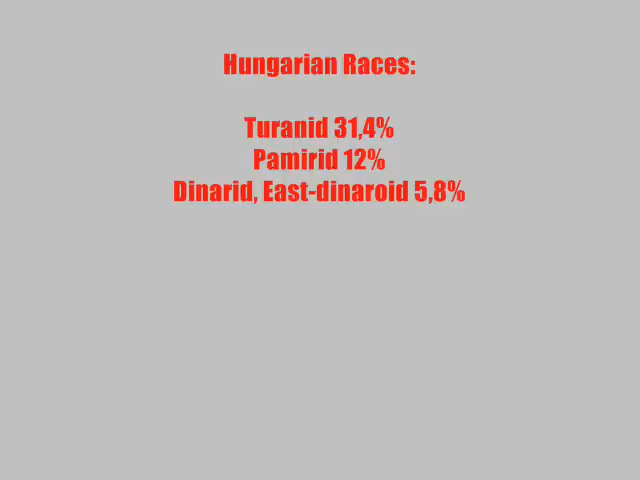 Hungarian Races:
Turanid 31,4%
Pamirid 12%
Dinarid, East-dinaroid 5,8%